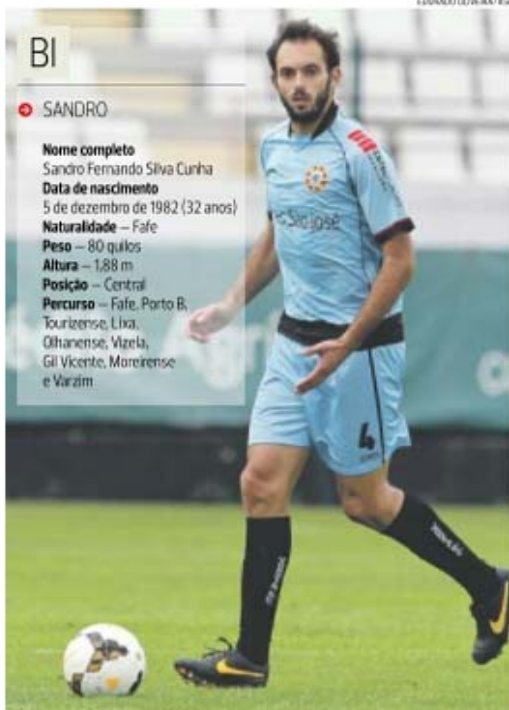 BI
SANDRO
Nome completo
Sandro Fernando Silva Cunha
Data de nascimento
5 de dezembro de 1982 (32 anos)
Naturalidade – Fafe
Peso – 80 quilos
Altura – 1,88 m
Posição – Central
Percurso – Fafe, Porto B,
Tourizense, Lixa,
Olhanense, Vizela,
Gil Vicente, Moreirense
e Varzim
São José
4